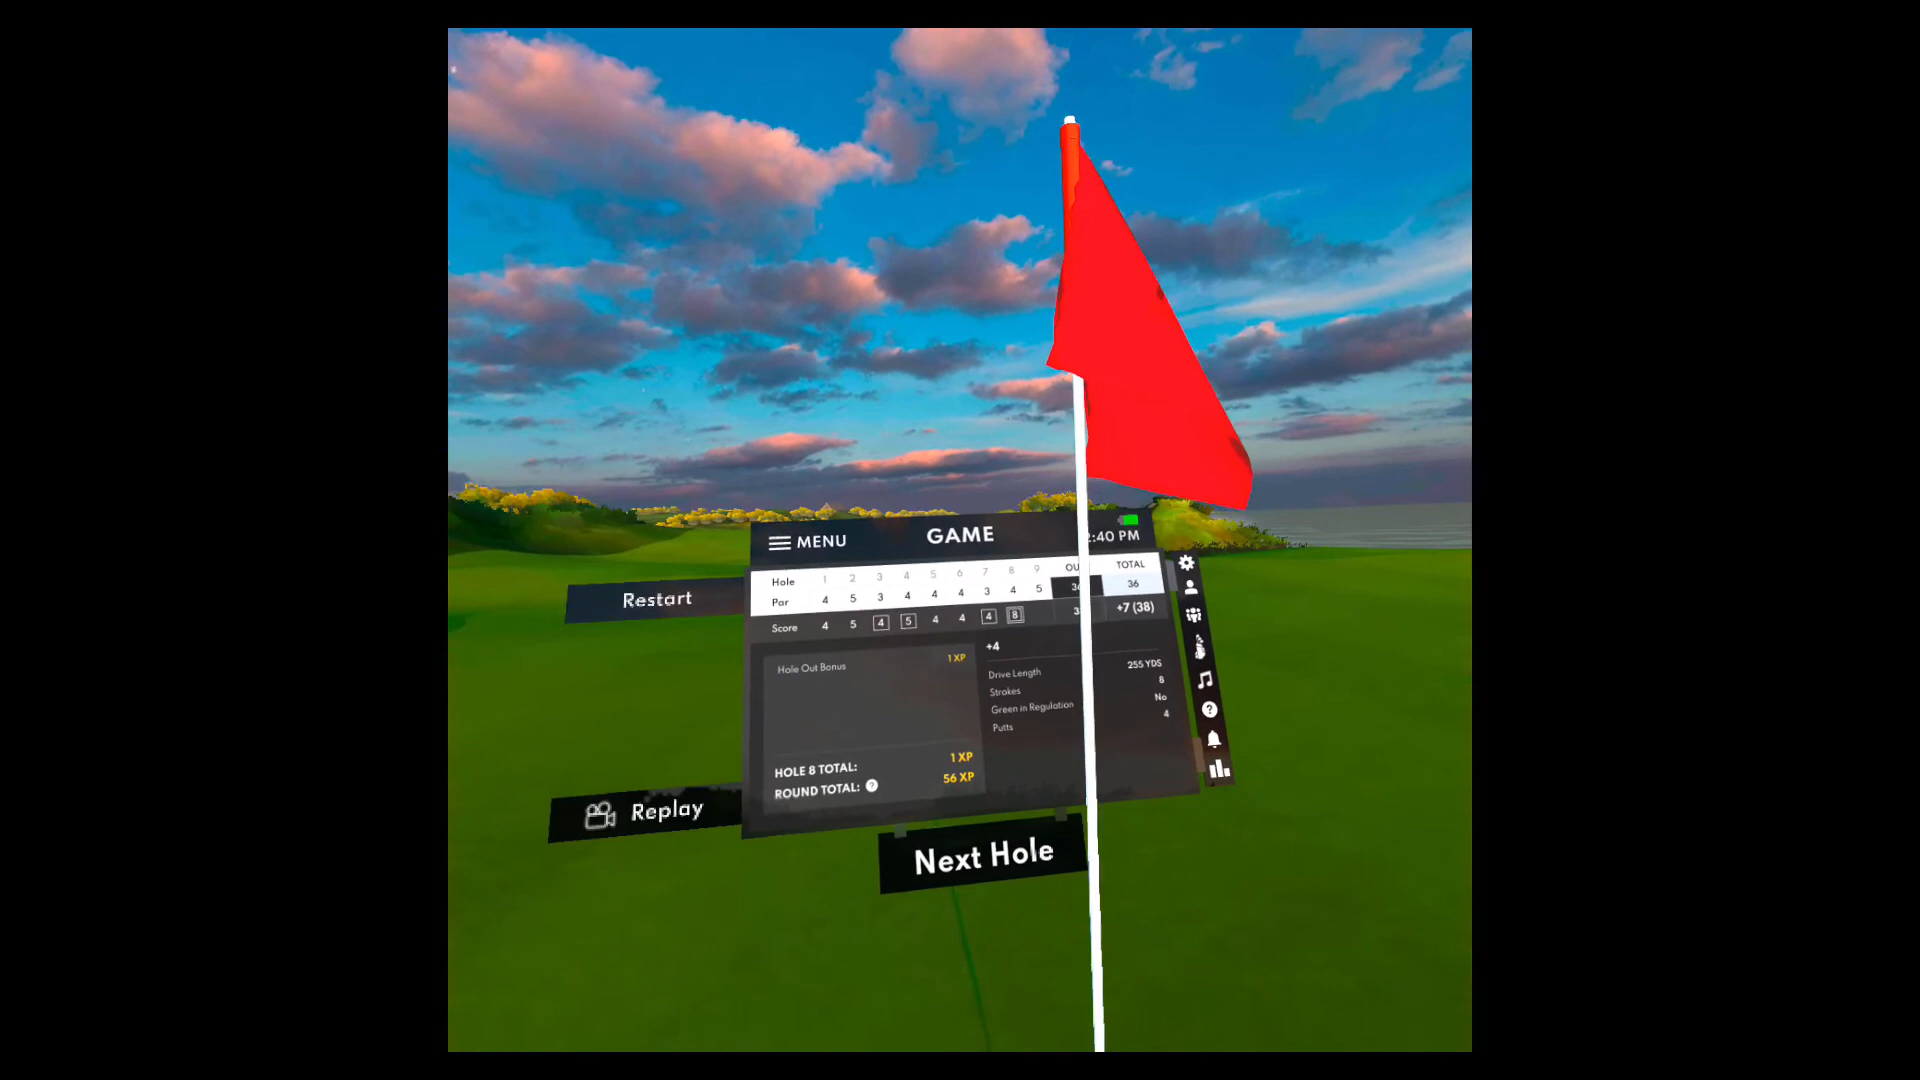 MENU GAME :40 PM
Hole 1 2 3 4 5 6 7 8 9 TOTAL
Par 4 5 3 4 4 4 3 4 5 36
Score 4 5 4 5 4 4 4 8 +7 (38)
Restart
Hole Out Bonus 1 XP
+4
Drive Length 255 YDS
Strokes 8
Green in Regulation No
Putts 4
HOLE 8 TOTAL: 1 XP
ROUND TOTAL: ? 56 XP
Replay
Next Hole
?